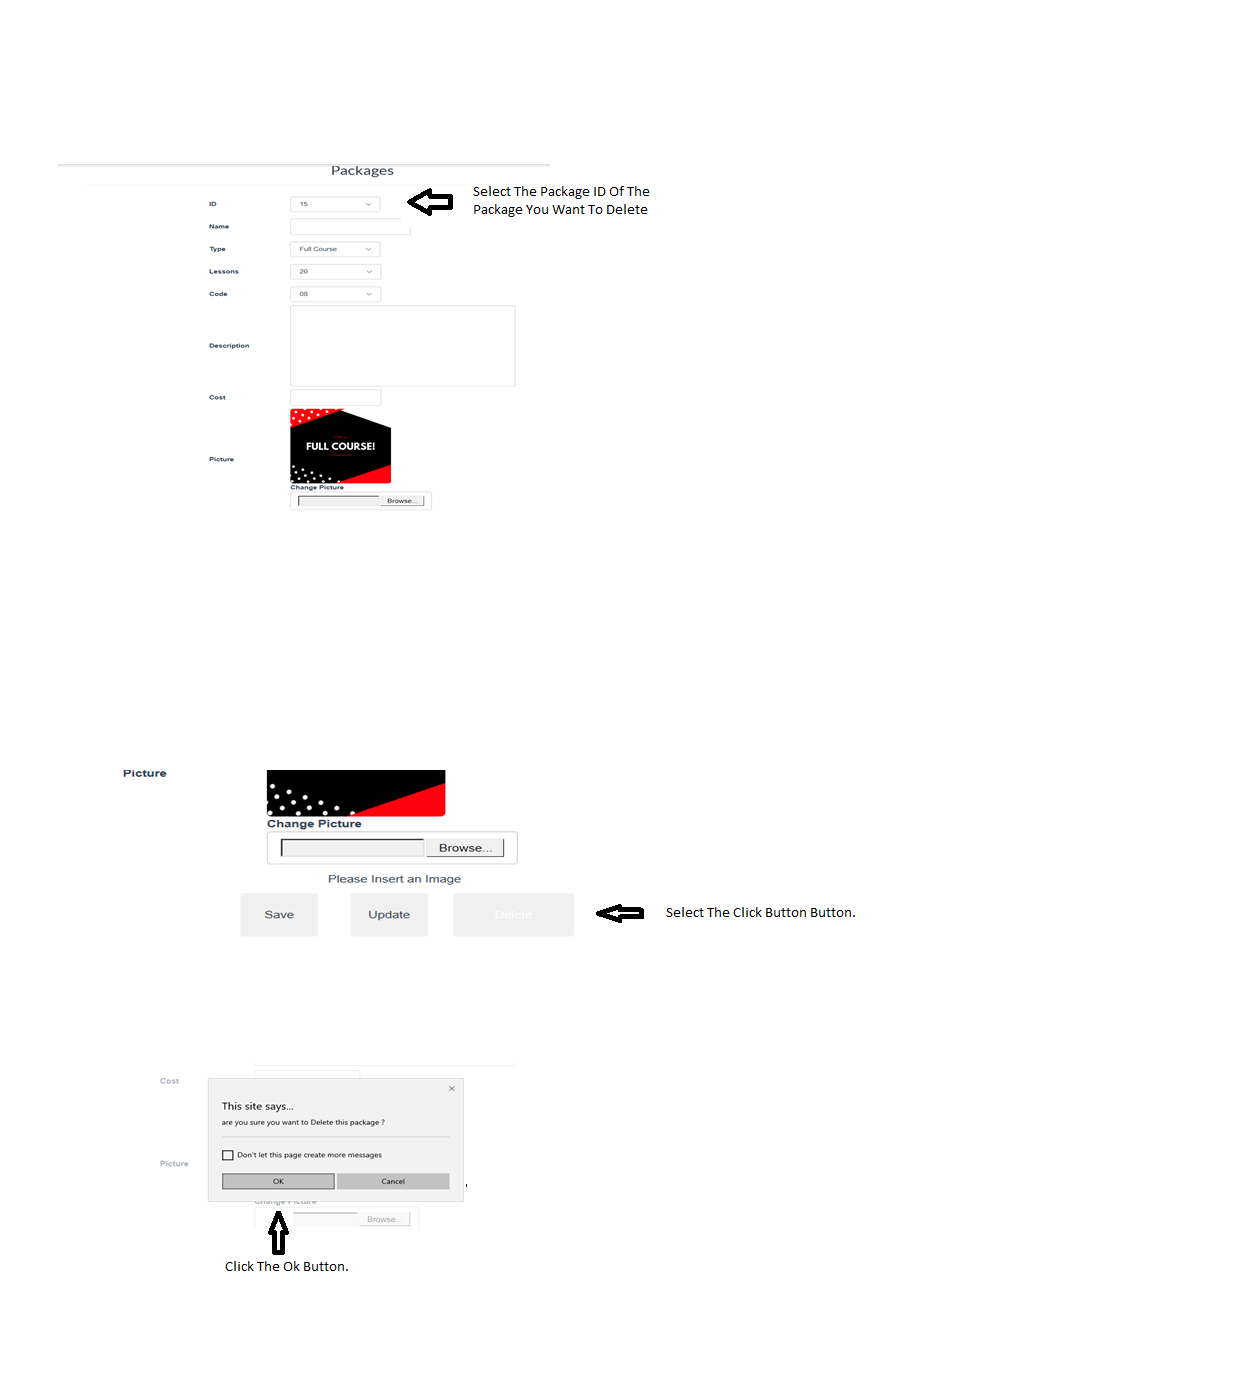 Packages
ID
15
Select The Package ID Of The
Package You Want To Delete
Name
Type
Full Course
Lessons
20
Code
08
Description
Cost
FULL COURSE!
Picture
Change Picture
Browse...
Picture
Change Picture
Browse...
Please Insert an Image
Save
Update
Delete
Select The Click Button Button.
Cost
This site says...
are you sure you want to Delete this package ?
Don't let this page create more messages
Picture
OK
Cancel
Change Picture
Browse...
Click The Ok Button.